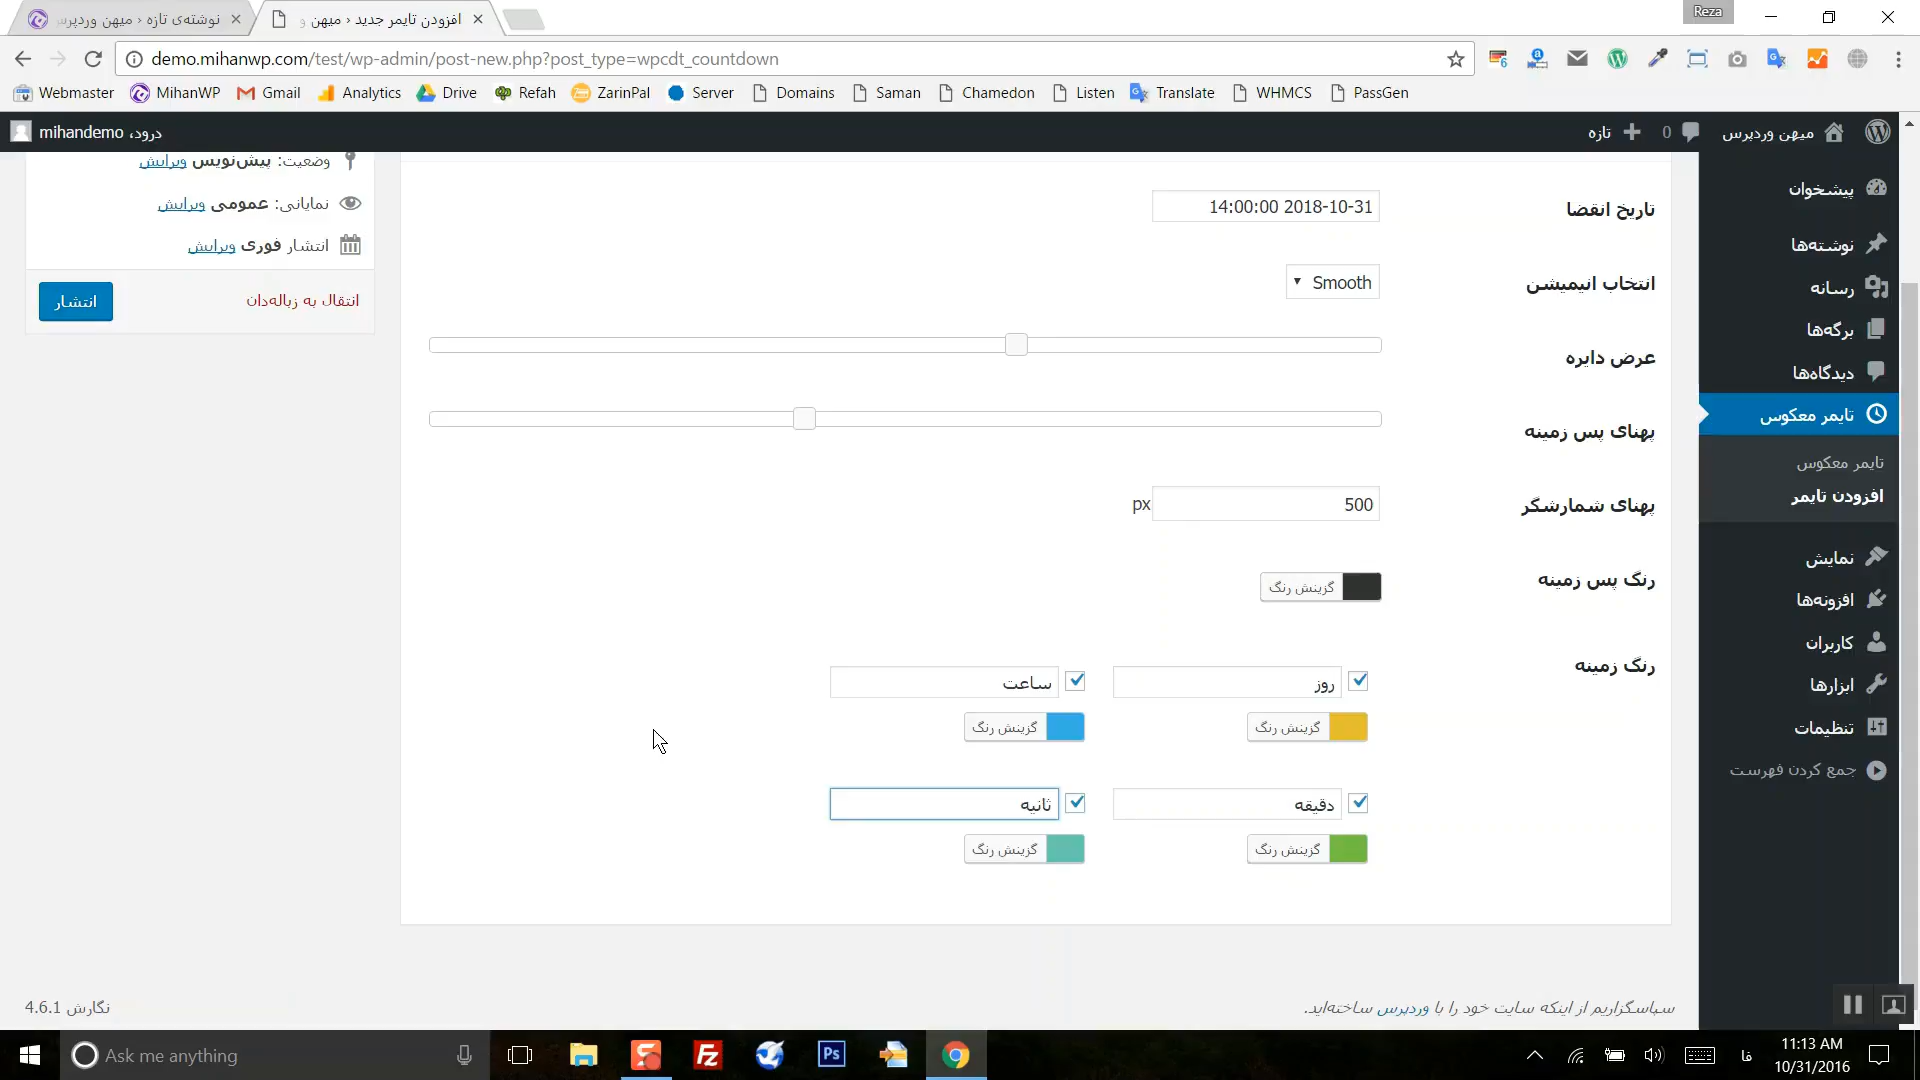 نوشته‌ی تازه ‹ میهن وردپرس
افزودن تایمر جدید ‹ میهن و
Reza
demo.mihanwp.com/test/wp-admin/post-new.php?post_type=wpcdt_countdown
Webmaster MihanWP Gmail Analytics Drive Refah ZarinPal Server Domains Saman Chamedon Listen Translate WHMCS PassGen
میهن وردپرس 0 تازه
درود، mihandemo
پیشخوان
نوشته‌ها
رسانه
برگه‌ها
دیدگاه‌ها
تایمر معکوس
تایمر معکوس
افزودن تایمر
نمایش
افزونه‌ها
کاربران
ابزارها
تنظیمات
جمع کردن فهرست
تاریخ انقضا 2018-10-31 14:00:00
انتخاب انیمیشن Smooth
عرض دایره
پهنای پس زمینه
پهنای شمارشگر 500 px
رنگ پس زمینه گزینش رنگ
رنگ زمینه
روز ساعت
گزینش رنگ گزینش رنگ
دقیقه ثانیه
گزینش رنگ گزینش رنگ
وضعیت: پیش‌نویس ویرایش
نمایانی: عمومی ویرایش
انتشار فوری ویرایش
انتقال به زباله‌دان انتشار
سپاسگزاریم از اینکه سایت خود را با وردپرس ساخته‌اید.
نگارش 4.6.1
Ask me anything
Ps
فا
11:13 AM
10/31/2016